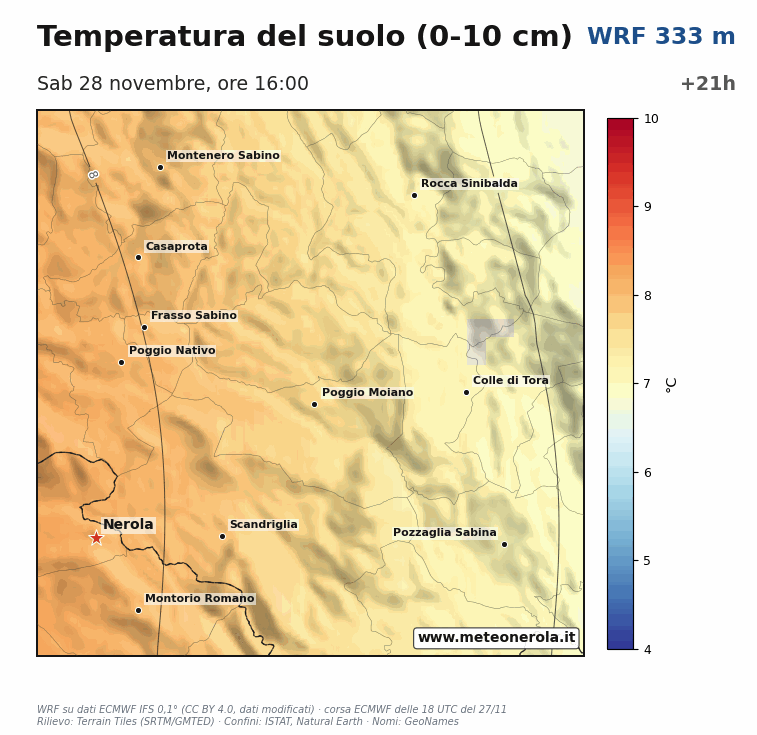 Temperatura del suolo (0-10 cm) WRF 333 m
Sab 28 novembre, ore 16:00 +21h
Montenero Sabino
Rocca Sinibalda
8
Casaprota
Frasso Sabino
Poggio Nativo
Colle di Tora
Poggio Moiano
Nerola
Scandriglia
Pozzaglia Sabina
Montorio Romano
www.meteonerola.it
10
9
8
7
6
5
4
°C
WRF su dati ECMWF IFS 0,1° (CC BY 4.0, dati modificati) · corsa ECMWF delle 18 UTC del 27/11
Rilievo: Terrain Tiles (SRTM/GMTED) · Confini: ISTAT, Natural Earth · Nomi: GeoNames